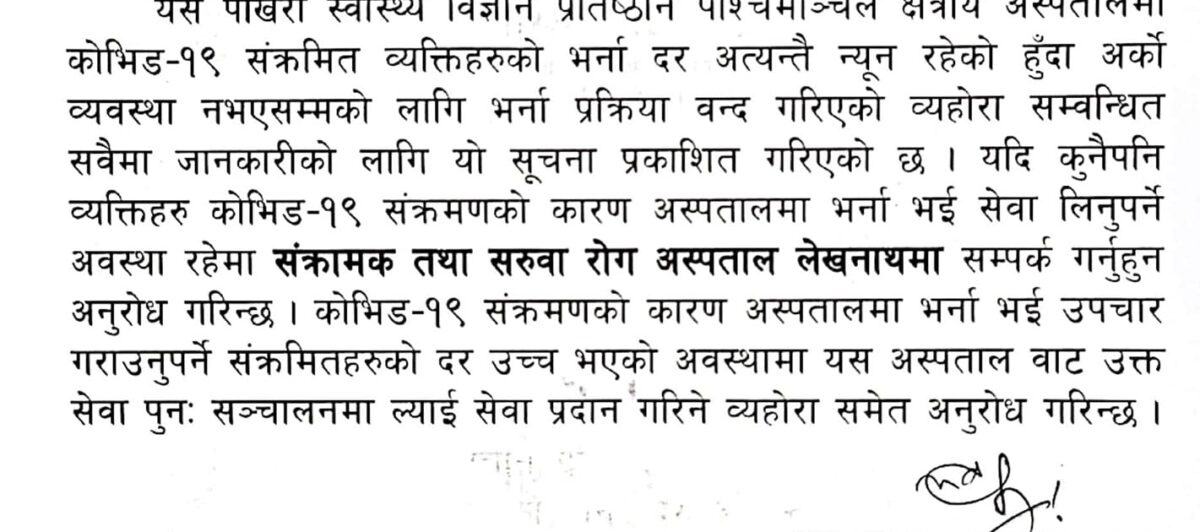 यस पोखरा स्वास्थ्य विज्ञान प्रतिष्ठान पश्चिमाञ्चल क्षेत्रीय अस्पतालमा
कोभिड-१९ संक्रमित व्यक्तिहरुको भर्ना दर अत्यन्तै न्यून रहेको हुँदा अर्को
व्यवस्था नभएसम्मको लागि भर्ना प्रक्रिया वन्द गरिएको व्यहोरा सम्वन्धित
सवैमा जानकारीको लागि यो सूचना प्रकाशित गरिएको छ । यदि कुनैपनि
व्यक्तिहरु कोभिड-१९ संक्रमणको कारण अस्पतालमा भर्ना भई सेवा लिनुपर्ने
अवस्था रहेमा संक्रामक तथा सरुवा रोग अस्पताल लेखनाथमा सम्पर्क गर्नुहुन
अनुरोध गरिन्छ । कोभिड-१९ संक्रमणको कारण अस्पतालमा भर्ना भई उपचार
गराउनुपर्ने संक्रमितहरुको दर उच्च भएको अवस्थामा यस अस्पताल वाट उक्त
सेवा पुनः सञ्चालनमा ल्याई सेवा प्रदान गरिने व्यहोरा समेत अनुरोध गरिन्छ ।